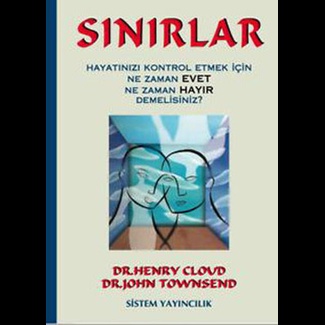 SINIRLAR
HAYATINIZI KONTROL ETMEK İÇİN
NE ZAMAN EVET
NE ZAMAN HAYIR
DEMELİSİNİZ?
DR.HENRY CLOUD
DR.JOHN TOWNSEND
SİSTEM YAYINCILIK